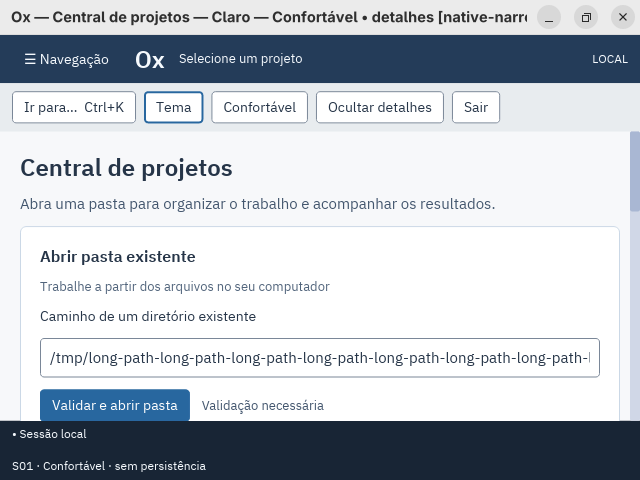 Ox — Central de projetos — Claro — Confortável • detalhes [native-narr
☰ Navegação Ox Selecione um projeto LOCAL
Ir para... Ctrl+K Tema Confortável Ocultar detalhes Sair
Central de projetos
Abra uma pasta para organizar o trabalho e acompanhar os resultados.
Abrir pasta existente
Trabalhe a partir dos arquivos no seu computador
Caminho de um diretório existente
/tmp/long-path-long-path-long-path-long-path-long-path-long-path-long-path-l
Validar e abrir pasta Validação necessária
• Sessão local
S01 · Confortável · sem persistência